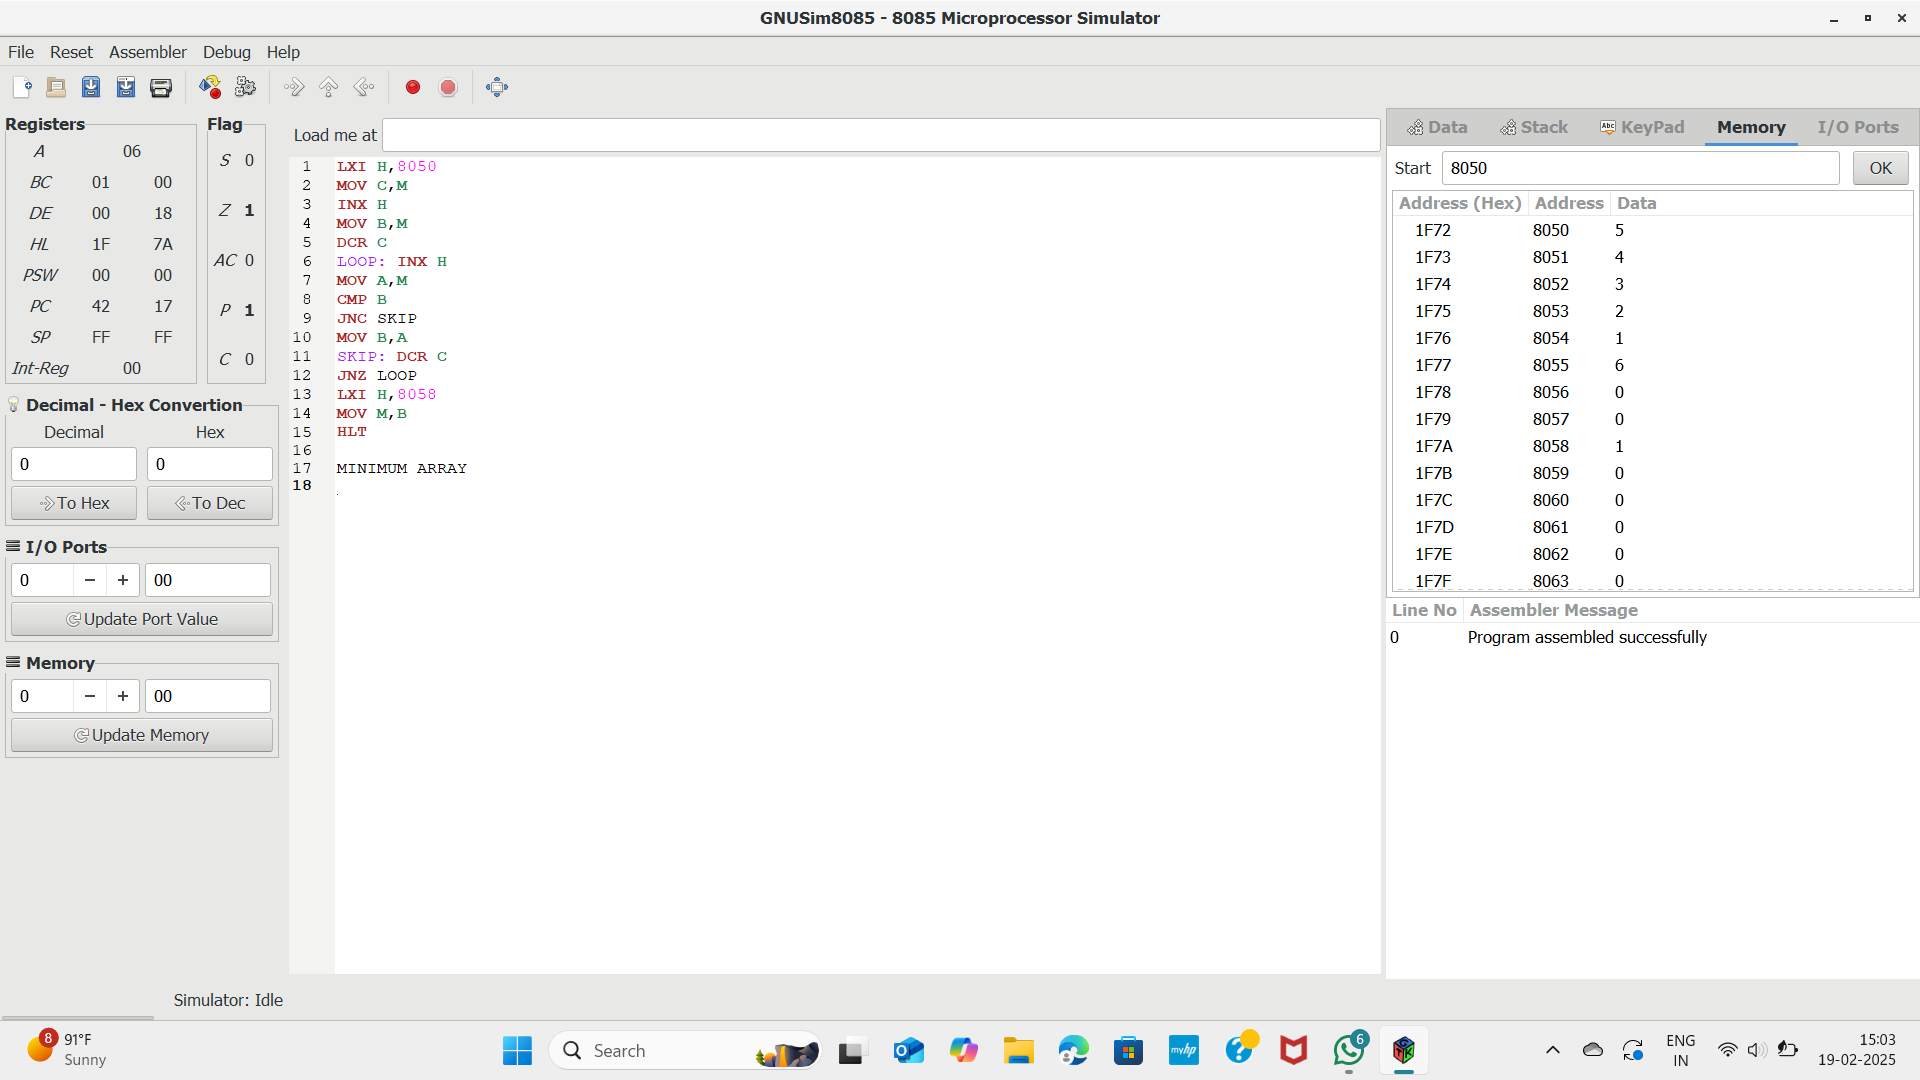 GNUSim8085 - 8085 Microprocessor Simulator
File Reset Assembler Debug Help
Registers
A 06
BC 01 00
DE 00 18
HL 1F 7A
PSW 00 00
PC 42 17
SP FF FF
Int-Reg 00
Flag
S 0
Z 1
AC 0
P 1
C 0
Decimal - Hex Convertion
Decimal Hex
0 0
To Hex To Dec
I/O Ports
0 − + 00
Update Port Value
Memory
0 − + 00
Update Memory
Load me at
1 LXI H,8050
2 MOV C,M
3 INX H
4 MOV B,M
5 DCR C
6 LOOP: INX H
7 MOV A,M
8 CMP B
9 JNC SKIP
10 MOV B,A
11 SKIP: DCR C
12 JNZ LOOP
13 LXI H,8058
14 MOV M,B
15 HLT
16
17 MINIMUM ARRAY
18
Data Stack Abc KeyPad Memory I/O Ports
Start 8050 OK
Address (Hex) Address Data
1F72 8050 5
1F73 8051 4
1F74 8052 3
1F75 8053 2
1F76 8054 1
1F77 8055 6
1F78 8056 0
1F79 8057 0
1F7A 8058 1
1F7B 8059 0
1F7C 8060 0
1F7D 8061 0
1F7E 8062 0
1F7F 8063 0
Line No Assembler Message
0 Program assembled successfully
Simulator: Idle
8
91°F
Sunny
Search
myhp
6
ENG
IN
15:03
19-02-2025